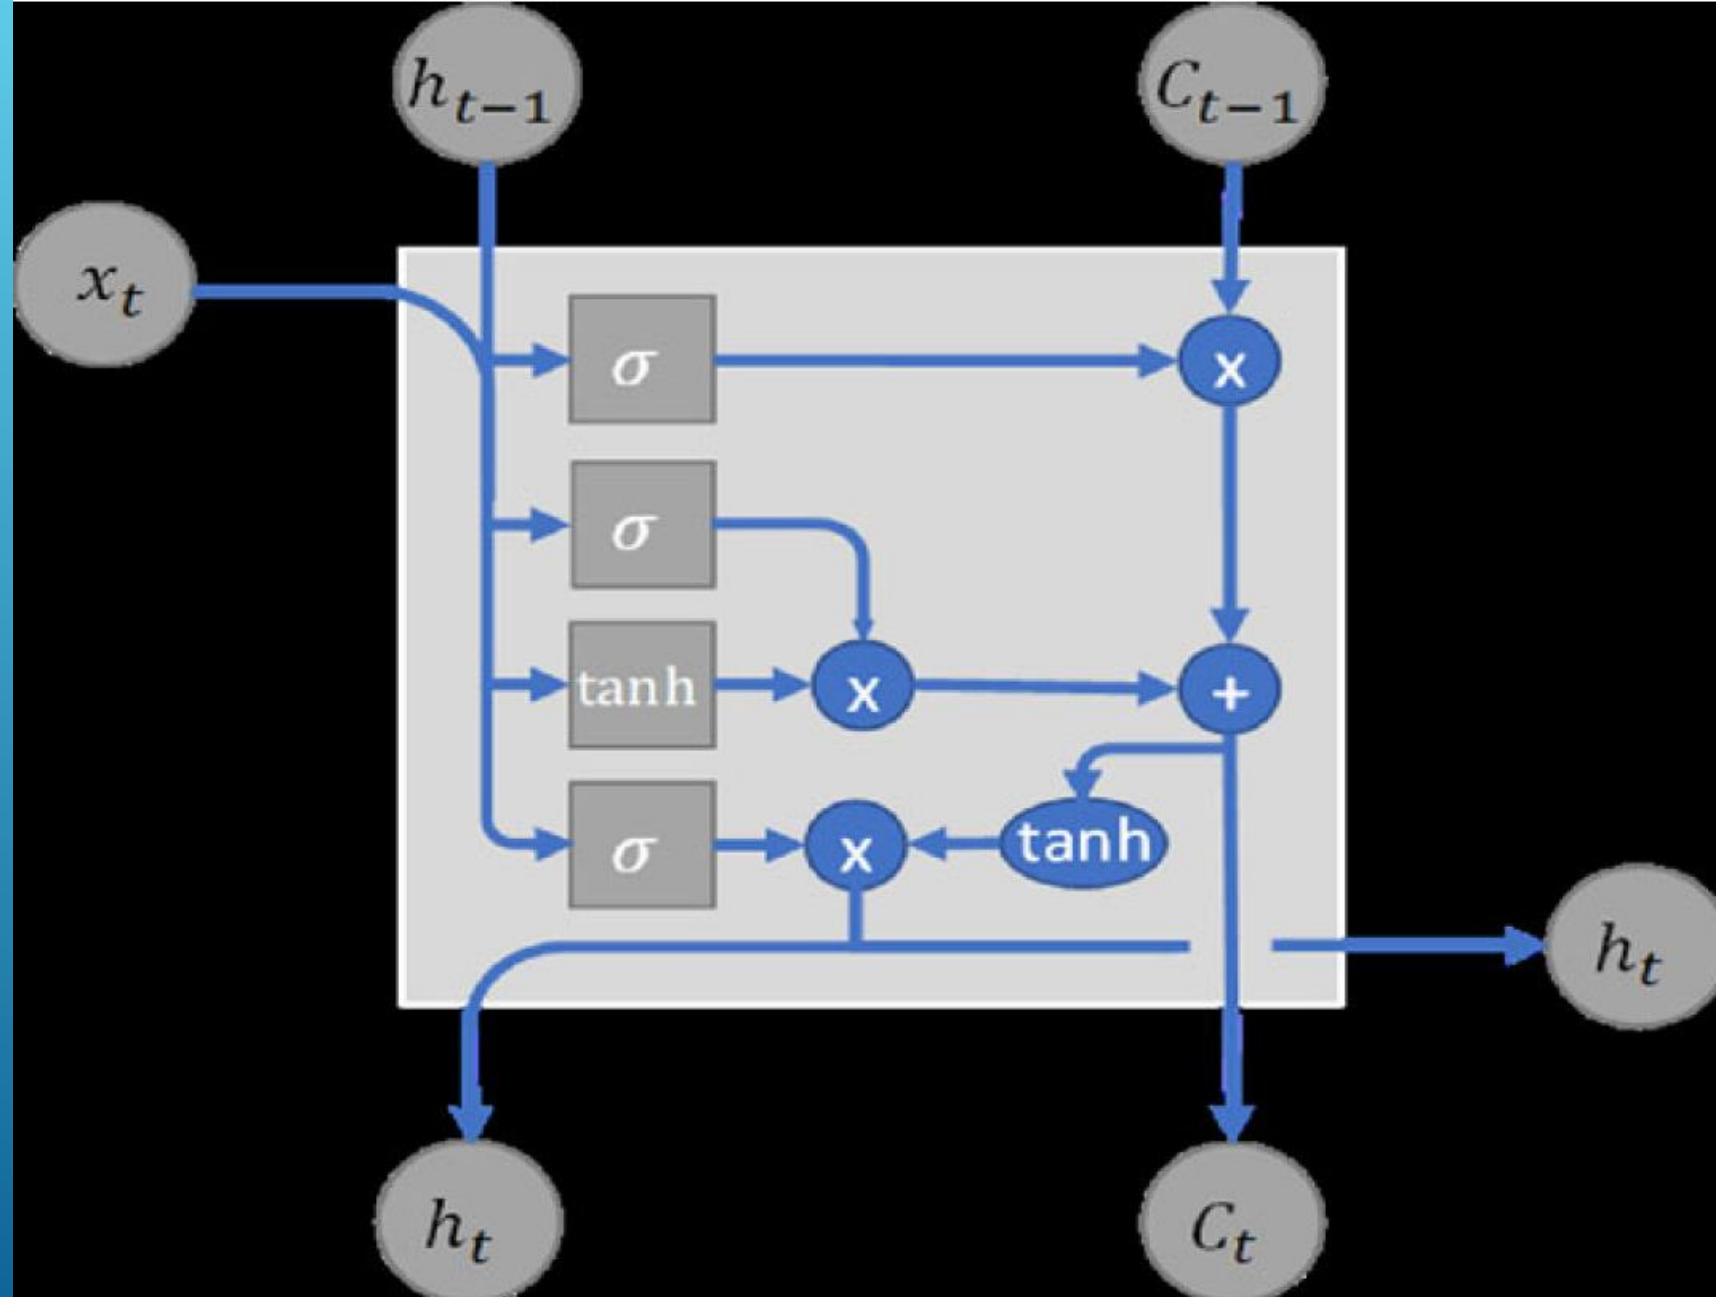 h_{t-1}
C_{t-1}
x_t
σ
x
σ
tanh
x
+
σ
x
tanh
h_t
h_t
C_t